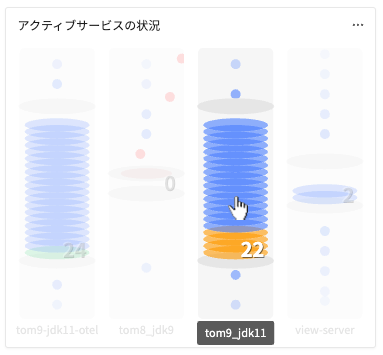 アクティブサービスの状況
24
0
22
2
tom9-jdk11-otel
tom8_jdk9
tom9_jdk11
view-server